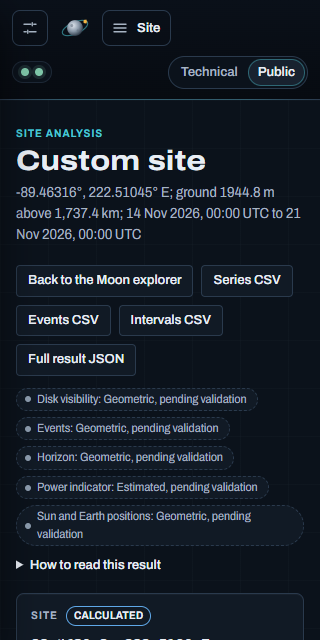 Site
Technical
Public
SITE ANALYSIS
Custom site
-89.46316°, 222.51045° E; ground 1944.8 m
above 1,737.4 km; 14 Nov 2026, 00:00 UTC to 21
Nov 2026, 00:00 UTC
Back to the Moon explorer
Series CSV
Events CSV
Intervals CSV
Full result JSON
Disk visibility: Geometric, pending validation
Events: Geometric, pending validation
Horizon: Geometric, pending validation
Power indicator: Estimated, pending validation
Sun and Earth positions: Geometric, pending
validation
How to read this result
SITE
CALCULATED